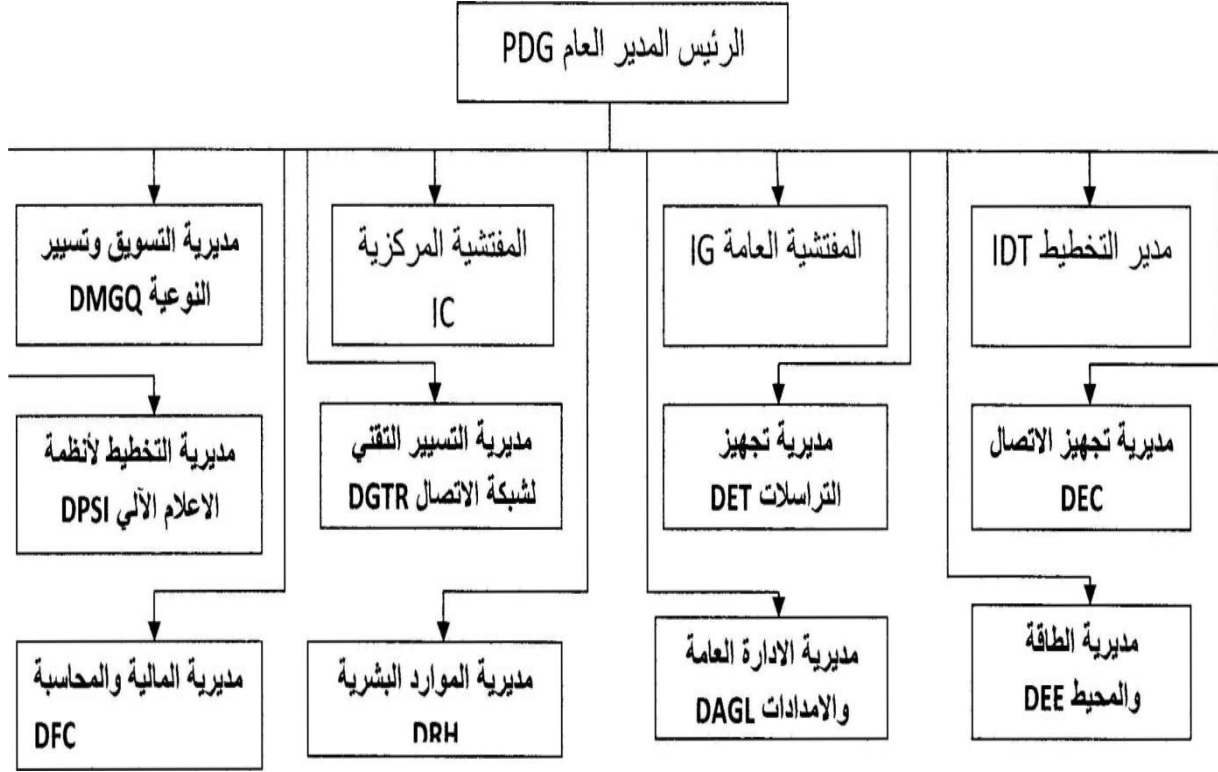 الرئيس المدير العام PDG
مدير التخطيط IDT
المفتشية العامة IG
المفتشية المركزية
IC
مديرية التسويق وتسيير
النوعية DMGQ
مديرية تجهيز الاتصال
DEC
مديرية تجهيز
التراسلات DET
مديرية التسيير التقني
لشبكة الاتصال DGTR
مديرية التخطيط لأنظمة
الاعلام الآلي DPSI
مديرية الطاقة
والمحيط DEE
مديرية الادارة العامة
والامدادات DAGL
مديرية الموارد البشرية
DRH
مديرية المالية والمحاسبة
DFC